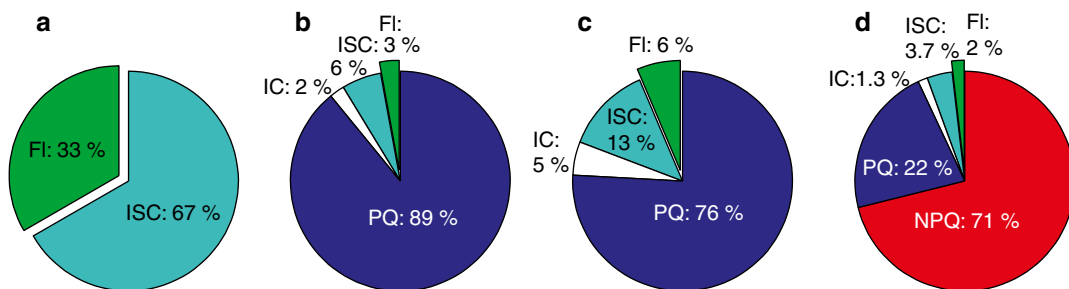 a
Fl: 33 %
ISC: 67 %
b
Fl:
ISC: 3 %
6 %
IC: 2 %
PQ: 89 %
c
Fl: 6 %
ISC:
13 %
IC:
5 %
PQ: 76 %
d
ISC: Fl:
3.7 % 2 %
IC:1.3 %
PQ: 22 %
NPQ: 71 %